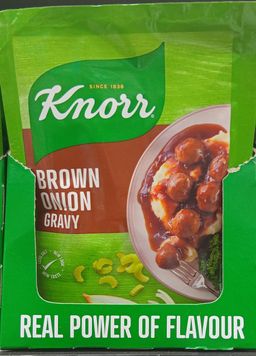 SINCE 1838
Knorr
BROWN
ONION
GRAVY
REAL POWER OF FLAVOUR